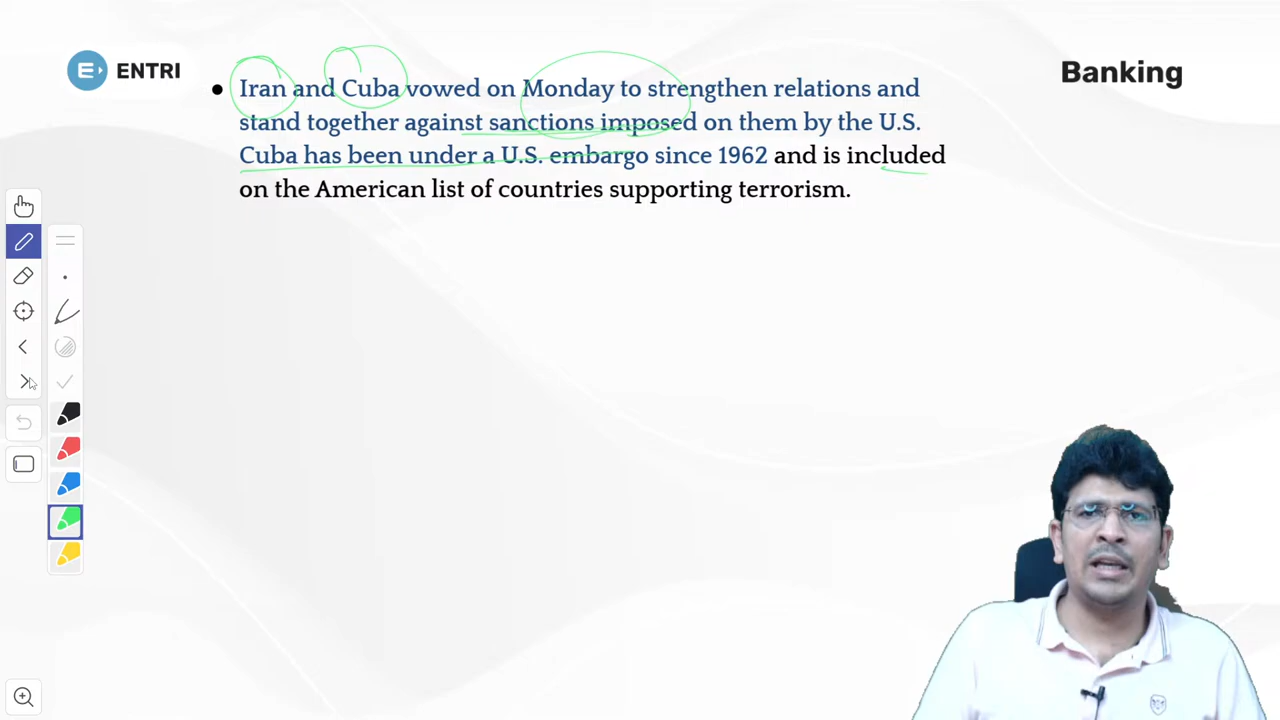 ENTRI
Banking
● Iran and Cuba vowed on Monday to strengthen relations and
stand together against sanctions imposed on them by the U.S.
Cuba has been under a U.S. embargo since 1962 and is included
on the American list of countries supporting terrorism.